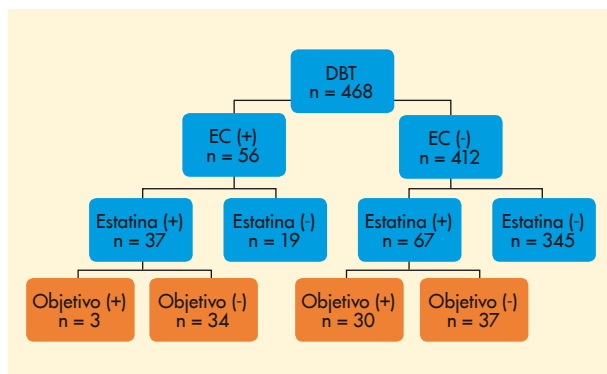 DBT
n = 468
EC (+)
n = 56
EC (-)
n = 412
Estatina (+)
n = 37
Estatina (-)
n = 19
Estatina (+)
n = 67
Estatina (-)
n = 345
Objetivo (+)
n = 3
Objetivo (-)
n = 34
Objetivo (+)
n = 30
Objetivo (-)
n = 37